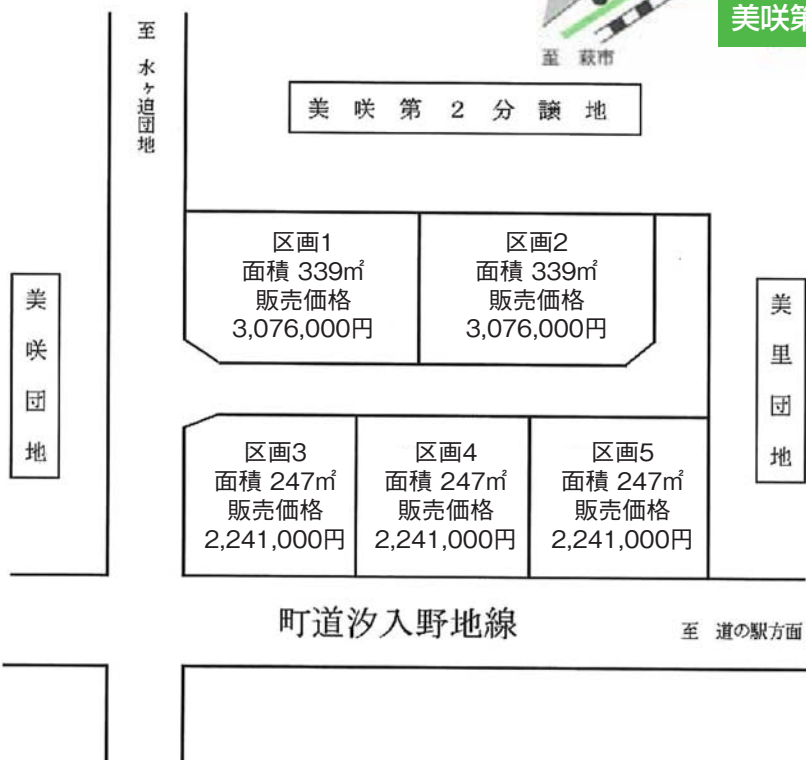 至 萩市
美咲第
至 水ヶ迫団地
美咲第2分譲地
区画1
面積 339㎡
販売価格
3,076,000円
区画2
面積 339㎡
販売価格
3,076,000円
美咲団地
美里団地
区画3
面積 247㎡
販売価格
2,241,000円
区画4
面積 247㎡
販売価格
2,241,000円
区画5
面積 247㎡
販売価格
2,241,000円
町道汐入野地線
至 道の駅方面